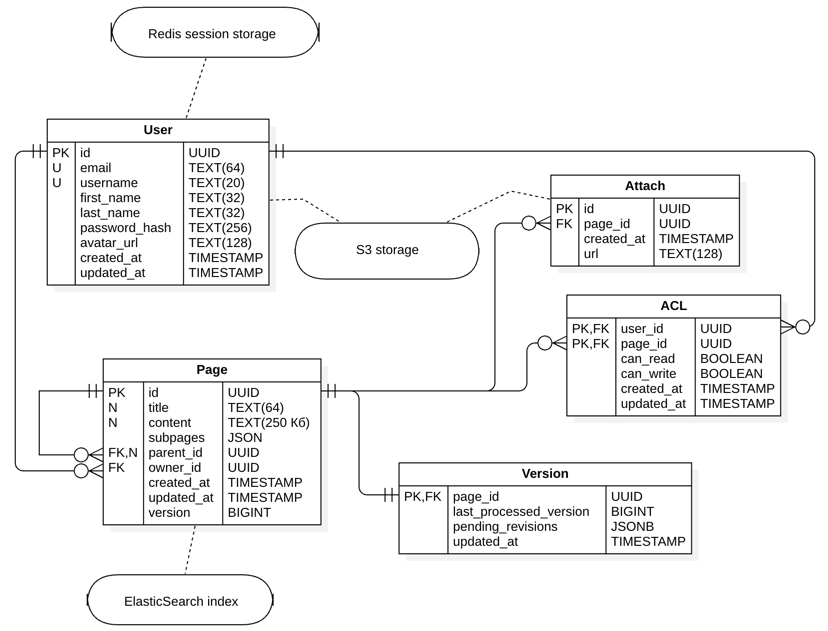 Redis session storage
User
PK id UUID
U email TEXT(64)
U username TEXT(20)
first_name TEXT(32)
last_name TEXT(32)
password_hash TEXT(256)
avatar_url TEXT(128)
created_at TIMESTAMP
updated_at TIMESTAMP
S3 storage
Attach
PK id UUID
FK page_id UUID
created_at TIMESTAMP
url TEXT(128)
ACL
PK,FK user_id UUID
PK,FK page_id UUID
can_read BOOLEAN
can_write BOOLEAN
created_at TIMESTAMP
updated_at TIMESTAMP
Page
PK id UUID
N title TEXT(64)
N content TEXT(250 Кб)
subpages JSON
FK,N parent_id UUID
FK owner_id UUID
created_at TIMESTAMP
updated_at TIMESTAMP
version BIGINT
Version
PK,FK page_id UUID
last_processed_version BIGINT
pending_revisions JSONB
updated_at TIMESTAMP
ElasticSearch index